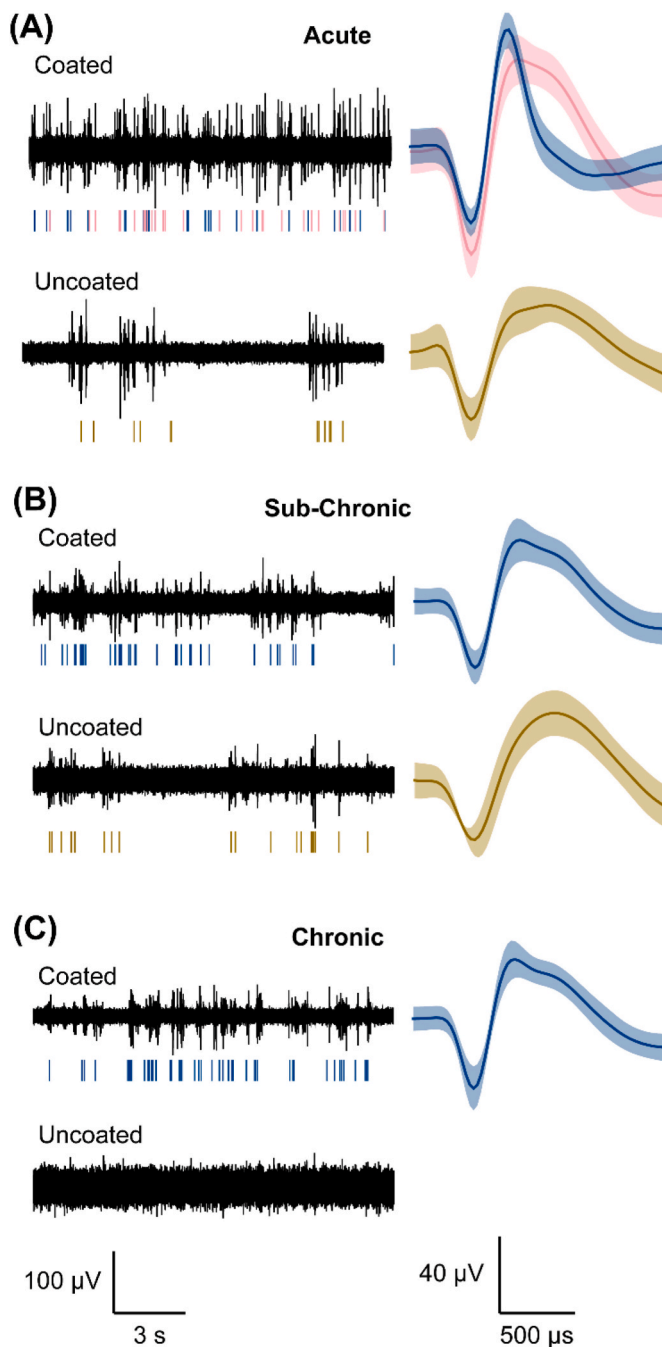 (A)
Acute
Coated
Uncoated
(B)
Sub-Chronic
Coated
Uncoated
(C)
Chronic
Coated
Uncoated
100 µV
3 s
40 µV
500 µs